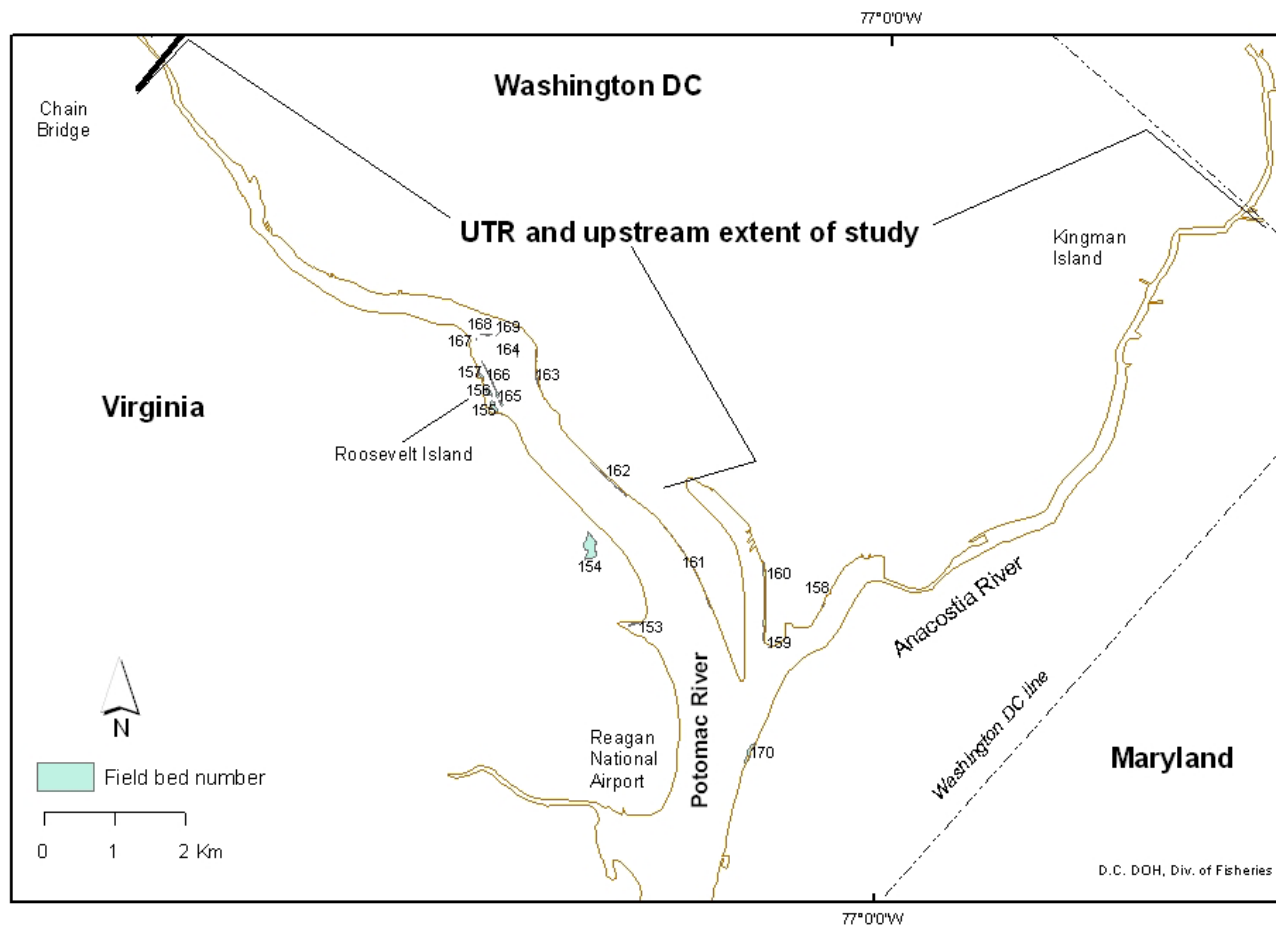 77°0'0"W
Washington DC
Chain
Bridge
UTR and upstream extent of study
Kingman
Island
168
169
167
164
157
166
163
156
165
155
Virginia
Roosevelt Island
162
154
161
160
158
153
159
Anacostia River
Potomac River
170
Reagan
National
Airport
Washington DC line
Maryland
N
Field bed number
0 1 2 Km
D.C. DOH, Div. of Fisheries
77°0'0"W